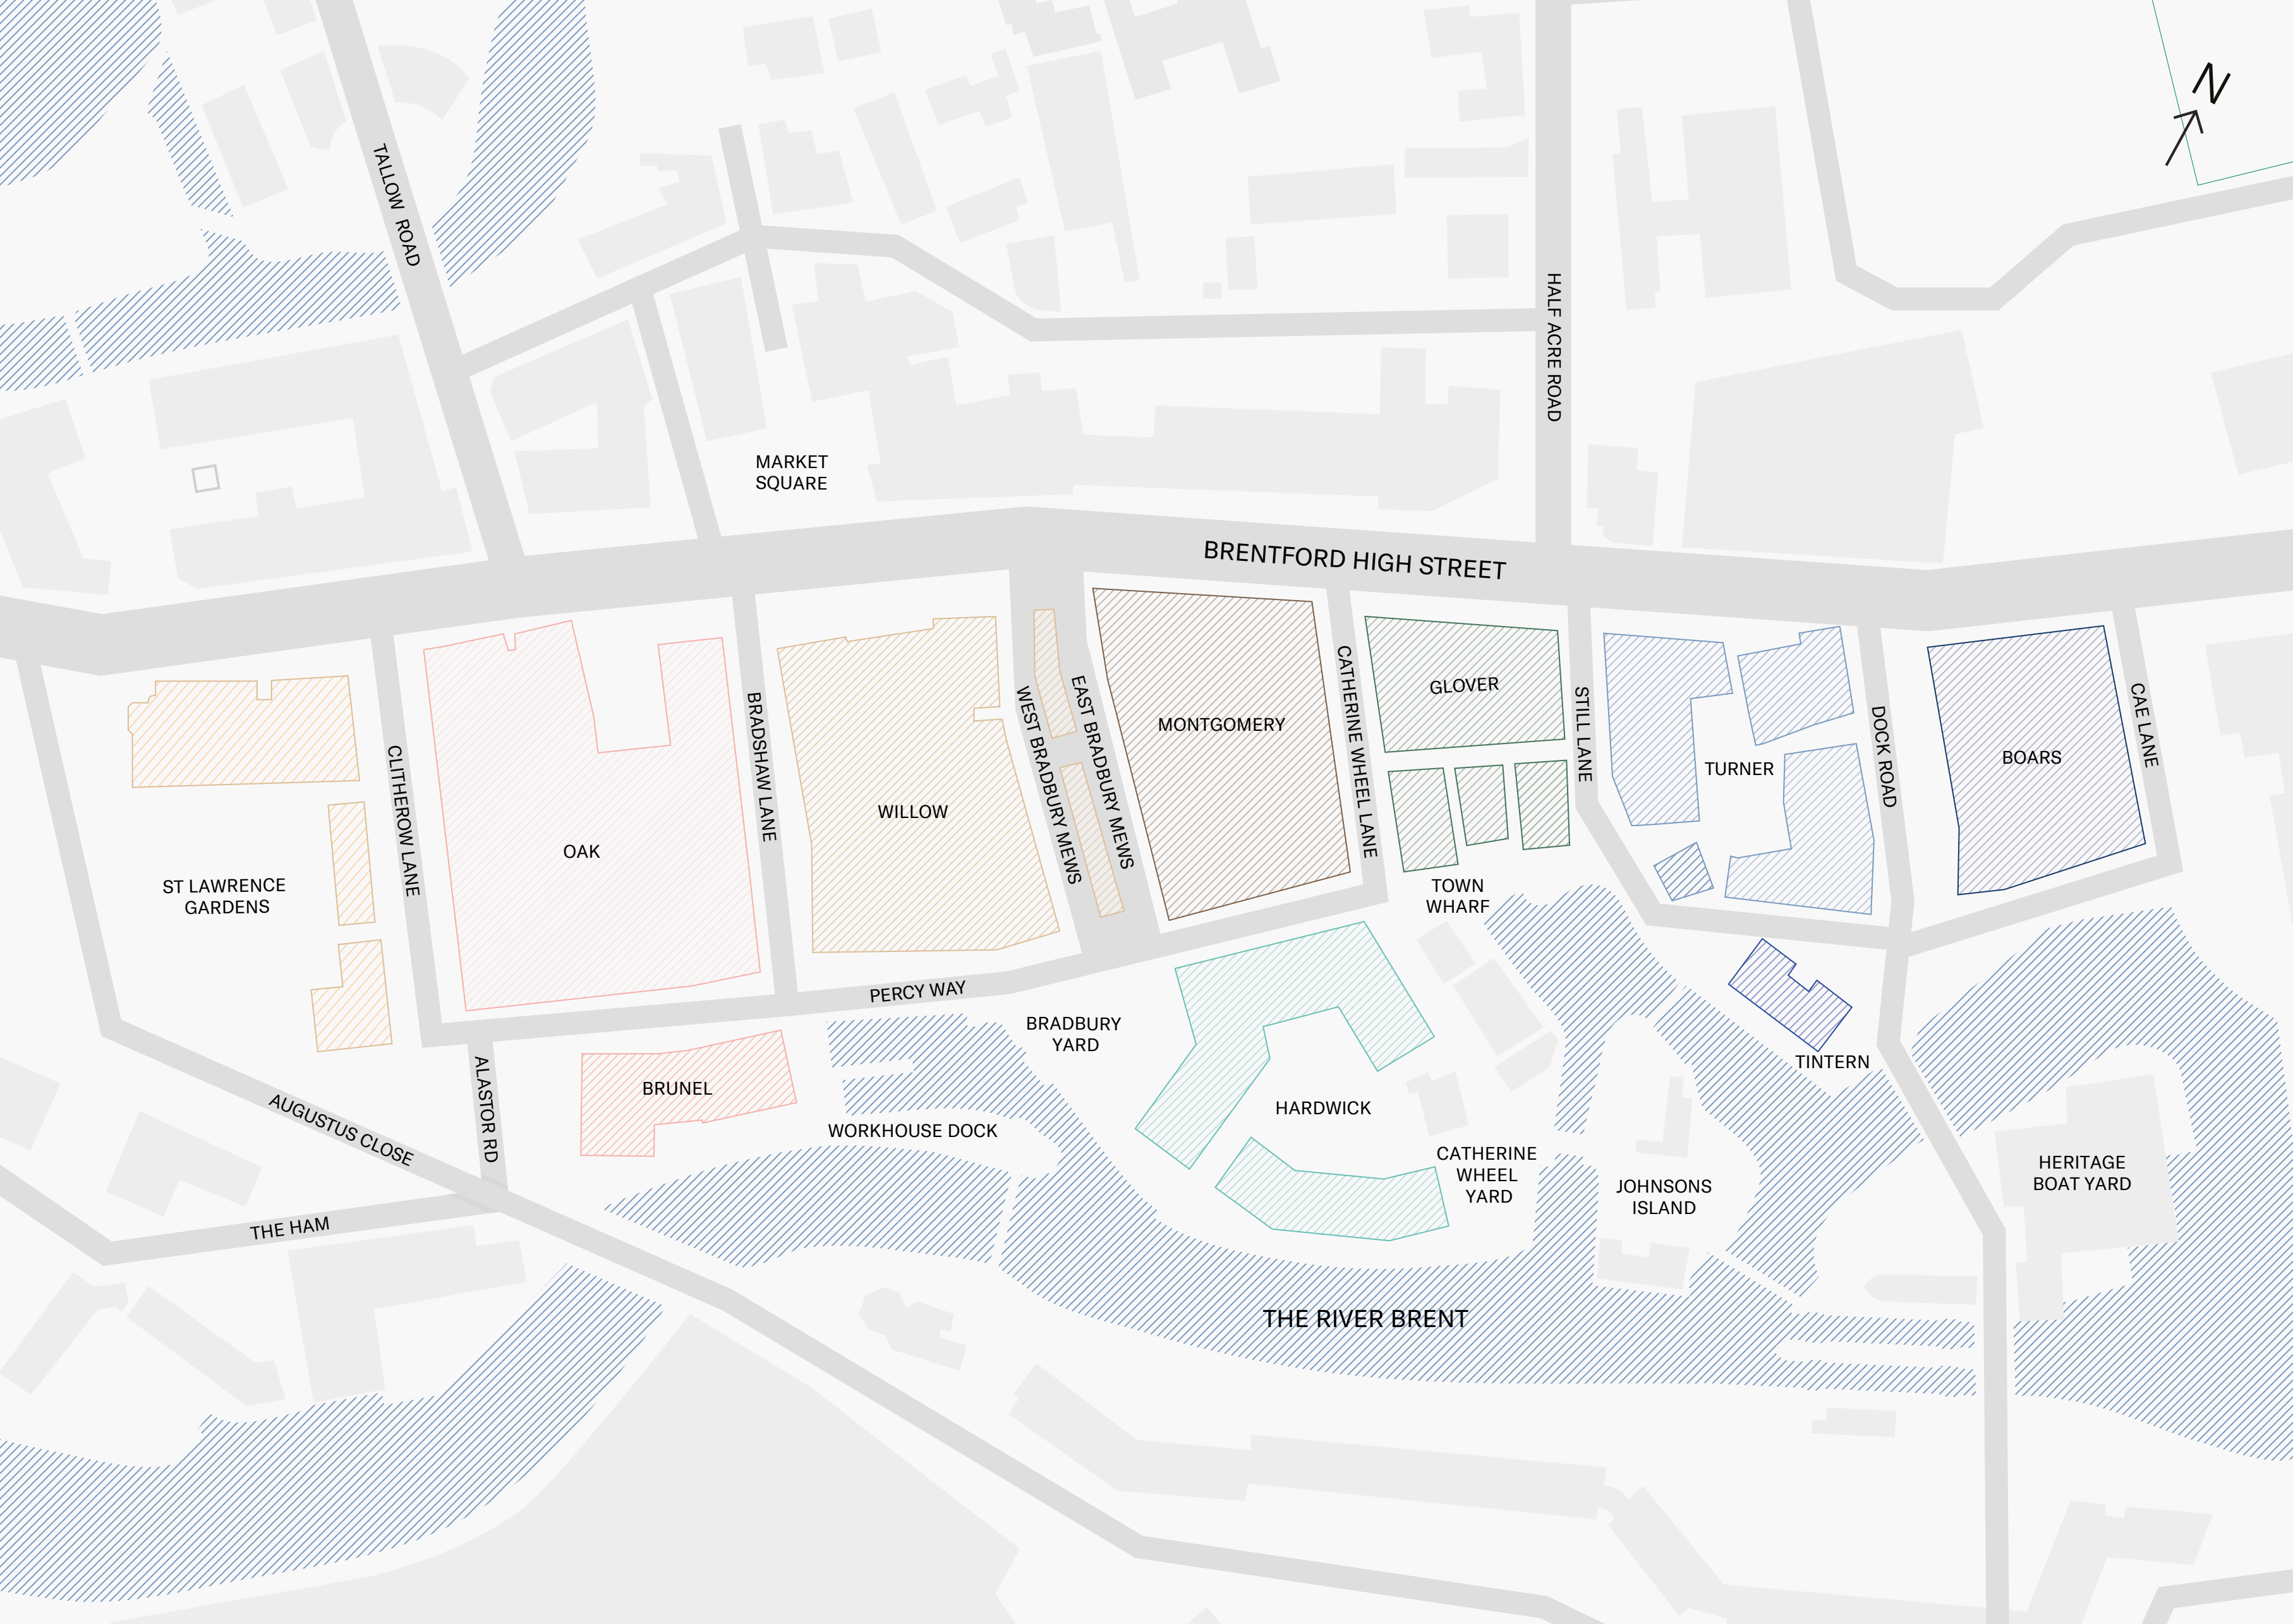 N
TALLOW ROAD
HALF ACRE ROAD
MARKET
SQUARE
BRENTFORD HIGH STREET
CLITHEROW LANE
BRADSHAW LANE
WEST BRADBURY MEWS
EAST BRADBURY MEWS
CATHERINE WHEEL LANE
STILL LANE
DOCK ROAD
CAE LANE
GLOVER
MONTGOMERY
TURNER
BOARS
WILLOW
OAK
ST LAWRENCE
GARDENS
TOWN
WHARF
PERCY WAY
BRADBURY
YARD
TINTERN
BRUNEL
ALASTOR RD
AUGUSTUS CLOSE
HARDWICK
WORKHOUSE DOCK
CATHERINE
WHEEL
YARD
JOHNSONS
ISLAND
HERITAGE
BOAT YARD
THE HAM
THE RIVER BRENT